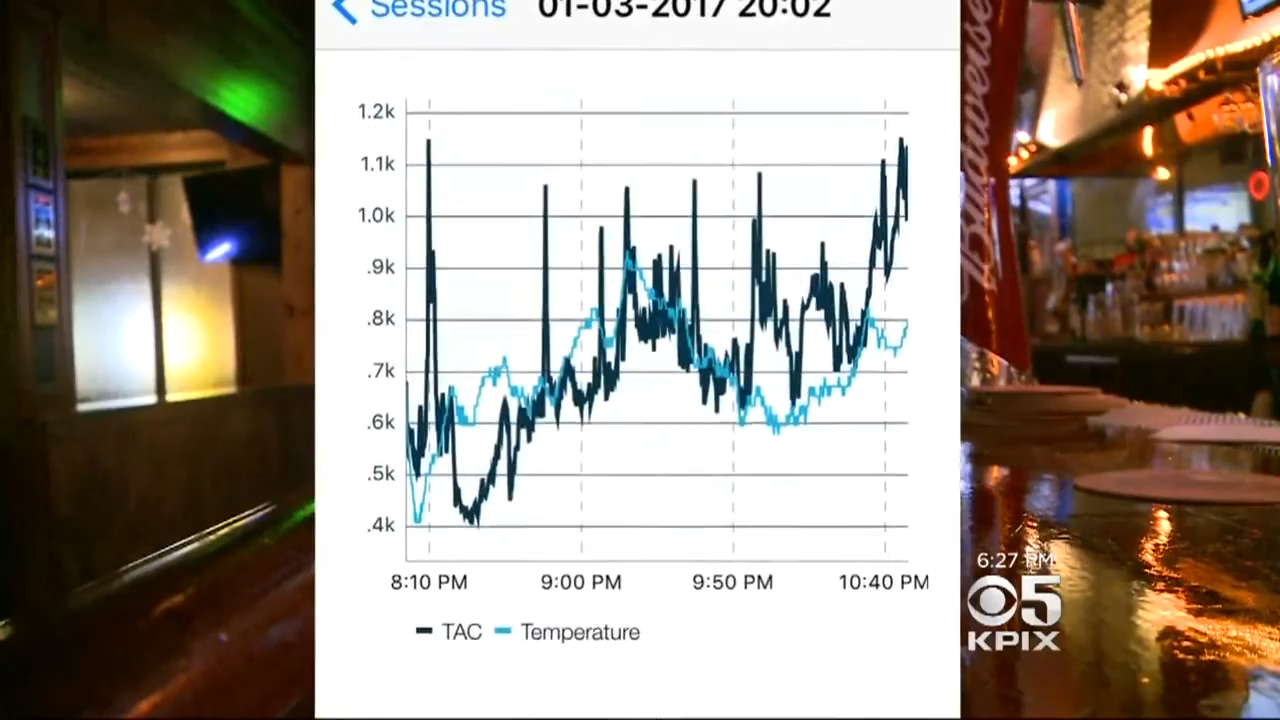 Sessions 01-03-2017 20:02
1.2k
1.1k
1.0k
.9k
.8k
.7k
.6k
.5k
.4k
8:10 PM 9:00 PM 9:50 PM 10:40 PM
TAC Temperature
Budweiser
6:27 PM
5
KPIX